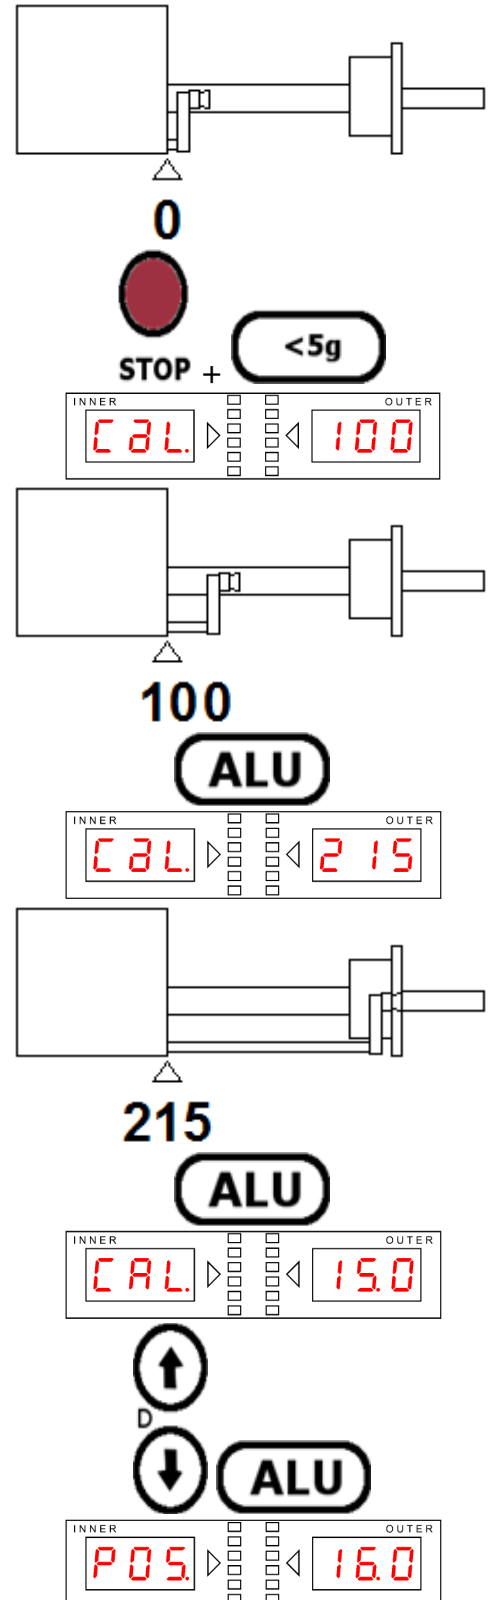 0
<5g
STOP +
INNER OUTER
CAL. 100
100
ALU
INNER OUTER
CAL. 215
215
ALU
INNER OUTER
CAL. 15.0
D
ALU
INNER OUTER
POS. 16.0